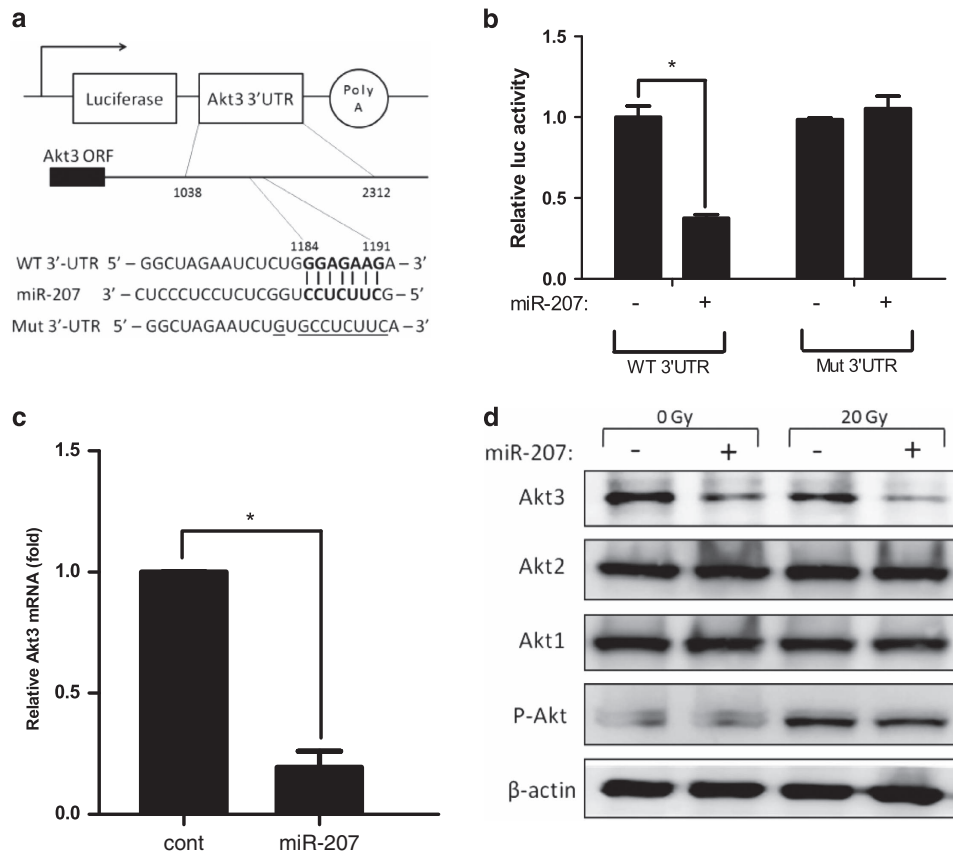 a
Luciferase
Akt3 3'UTR
Poly
A
Akt3 ORF
1038
2312
1184
1191
WT 3'-UTR 5' – GGCUAGAAUCUCUGGGAGAAGA – 3'
miR-207 3' – CUCCCUCCUCUCGGUCCUCUUCG – 5'
Mut 3'-UTR 5' – GGCUAGAAUCUGUGCCUCUUCA – 3'
b
Relative luc activity
1.5
1.0
0.5
0.0
*
miR-207: - + - +
WT 3'UTR
Mut 3'UTR
c
Relative Akt3 mRNA (fold)
1.5
1.0
0.5
0.0
*
cont
miR-207
d
0 Gy
20 Gy
miR-207: - + - +
Akt3
Akt2
Akt1
P-Akt
β-actin